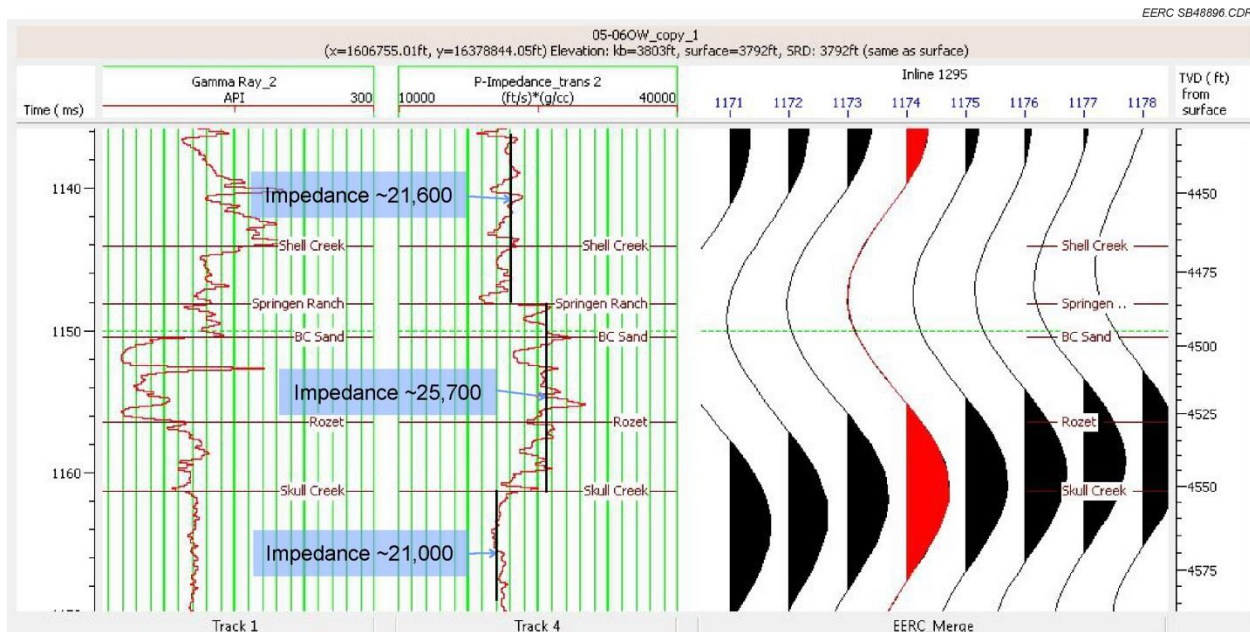 EERC SB48896.CDR
05-06OW_copy_1
(x=1606755.01ft, y=16378844.05ft) Elevation: kb=3803ft, surface=3792ft, SRD: 3792ft (same as surface)
Time ( ms)
Gamma Ray_2
API 300
P-Impedance_trans 2
10000 (ft/s)*(g/cc) 40000
Inline 1295
1171 1172 1173 1174 1175 1176 1177 1178
TVD ( ft)
from
surface
1140
4450
Impedance ~21,600
Shell Creek Shell Creek Shell Creek
4475
Springen Ranch Springen Ranch Springen ..
1150
BC Sand BC Sand BC Sand
4500
Impedance ~25,700
4525
Rozet Rozet Rozet
1160
Skull Creek Skull Creek Skull Creek
4550
Impedance ~21,000
4575
Track 1 Track 4 EERC Merge